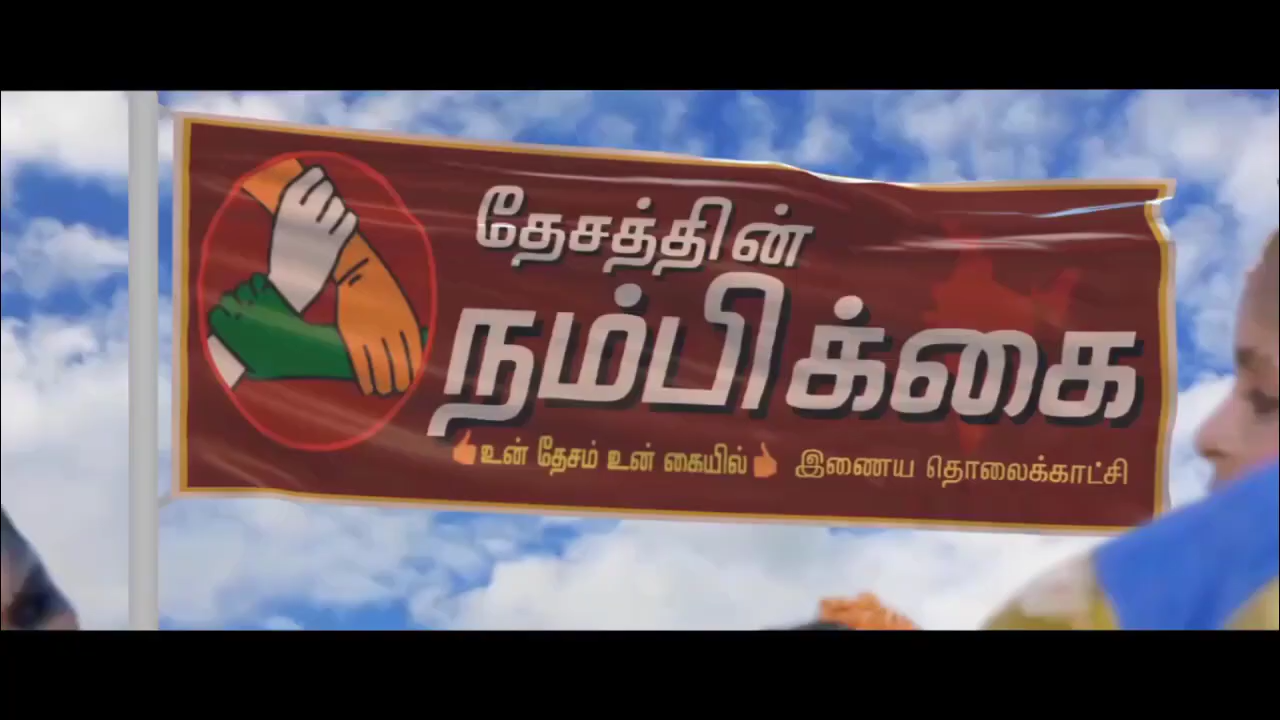 தேசத்தின்
நம்பிக்கை
உன் தேசம் உன் கையில் இணைய தொலைக்காட்சி